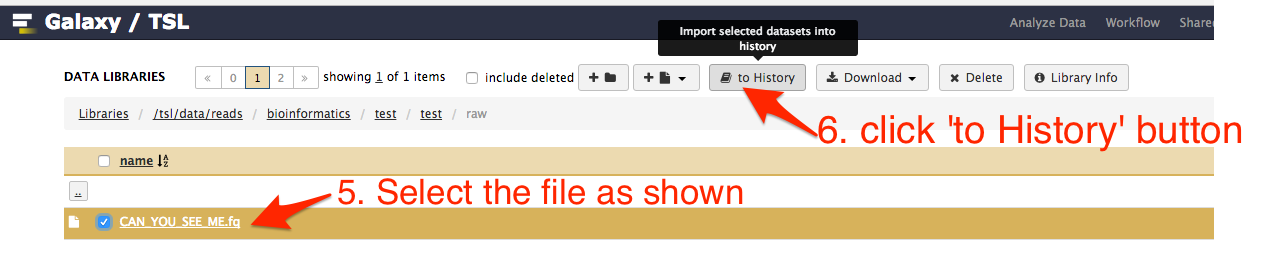 Galaxy / TSL
Analyze Data Workflow Shared
Import selected datasets into
history
DATA LIBRARIES « 0 1 2 » showing 1 of 1 items include deleted + + to History Download Delete Library Info
Libraries / /tsl/data/reads / bioinformatics / test / test / raw
6. click 'to History' button
name
..
5. Select the file as shown
CAN_YOU_SEE_ME.fq